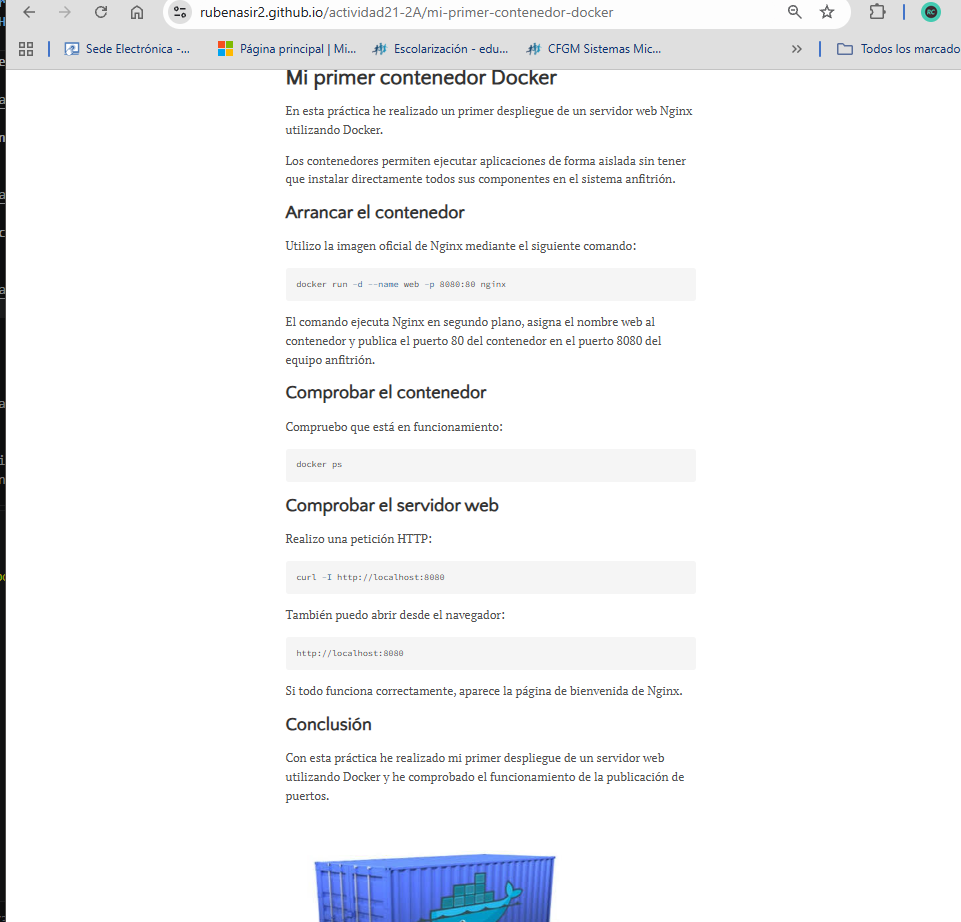 rubenasir2.github.io/actividad21-2A/mi-primer-contenedor-docker
RC
Sede Electrónica -...
Página principal | Mi...
Escolarización - edu...
CFGM Sistemas Mic...
»
Todos los marcado
Mi primer contenedor Docker
En esta práctica he realizado un primer despliegue de un servidor web Nginx
utilizando Docker.
Los contenedores permiten ejecutar aplicaciones de forma aislada sin tener
que instalar directamente todos sus componentes en el sistema anfitrión.
Arrancar el contenedor
Utilizo la imagen oficial de Nginx mediante el siguiente comando:
docker run -d --name web -p 8080:80 nginx
El comando ejecuta Nginx en segundo plano, asigna el nombre web al
contenedor y publica el puerto 80 del contenedor en el puerto 8080 del
equipo anfitrión.
Comprobar el contenedor
Compruebo que está en funcionamiento:
docker ps
Comprobar el servidor web
Realizo una petición HTTP:
curl -I http://localhost:8080
También puedo abrir desde el navegador:
http://localhost:8080
Si todo funciona correctamente, aparece la página de bienvenida de Nginx.
Conclusión
Con esta práctica he realizado mi primer despliegue de un servidor web
utilizando Docker y he comprobado el funcionamiento de la publicación de
puertos.